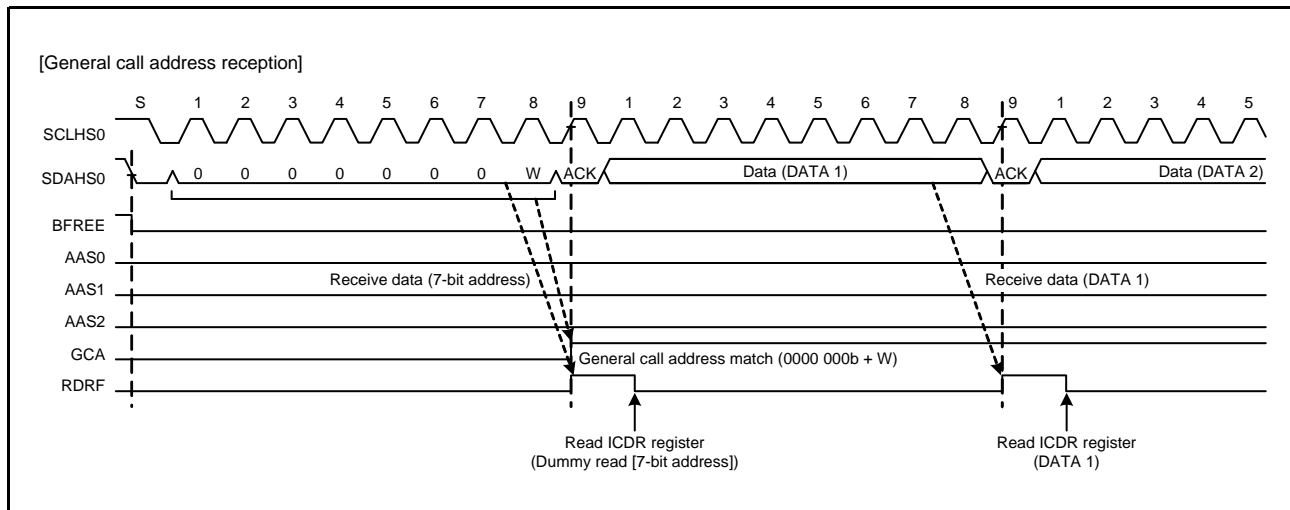 [General call address reception]
S 1 2 3 4 5 6 7 8 9 1 2 3 4 5 6 7 8 9 1 2 3 4 5
SCLHS0
SDAHS0 0 0 0 0 0 0 0 W ACK Data (DATA 1) ACK Data (DATA 2)
BFREE
AAS0
Receive data (7-bit address) Receive data (DATA 1)
AAS1
AAS2
GCA General call address match (0000 000b + W)
RDRF
Read ICDR register Read ICDR register
(Dummy read [7-bit address]) (DATA 1)